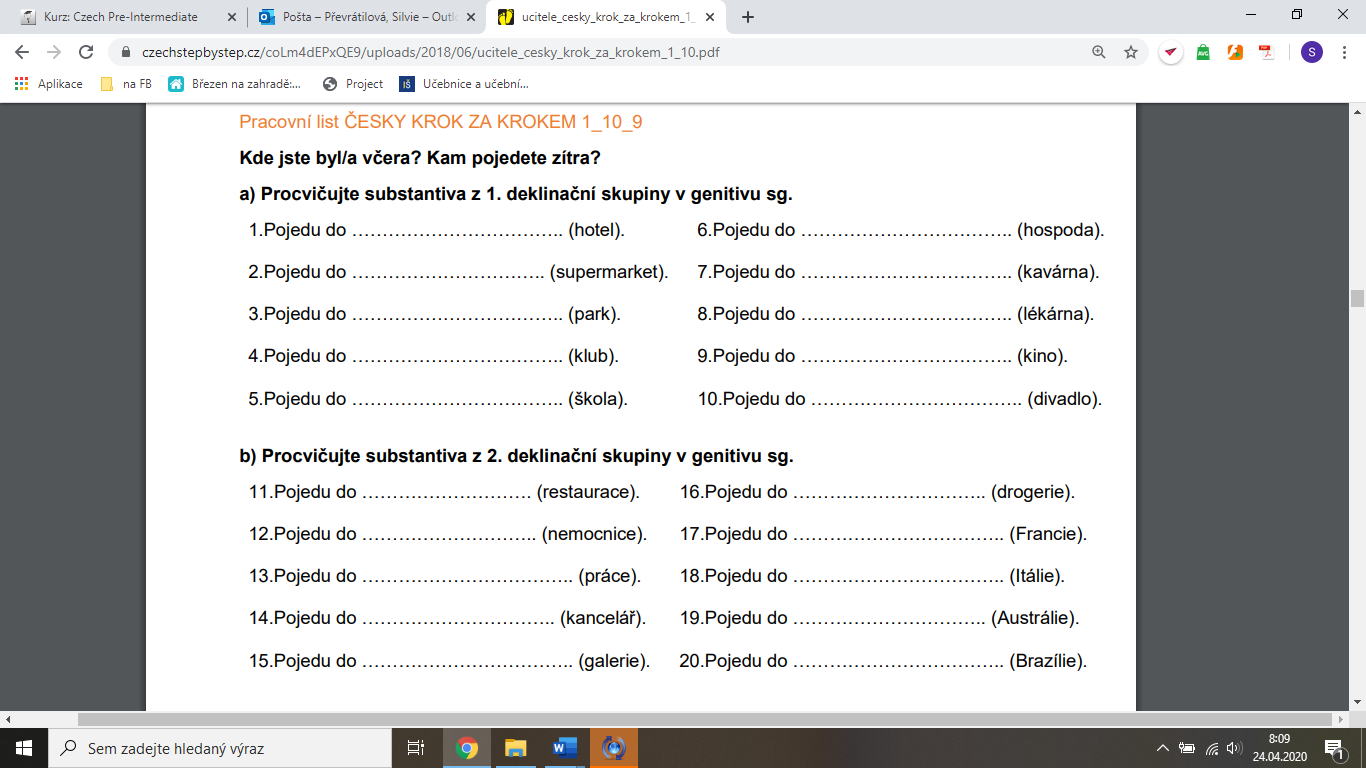 Kurz: Czech Pre-Intermediate
Pošta – Převrátilová, Silvie – Outl
ucitele_cesky_krok_za_krokem_1_
czechstepbystep.cz/coLm4dEPxQE9/uploads/2018/06/ucitele_cesky_krok_za_krokem_1_10.pdf
AVG
PDF
S
Aplikace na FB Březen na zahradě:... Project IŠ Učebnice a učební...
Pracovní list ČESKY KROK ZA KROKEM 1_10_9
Kde jste byl/a včera? Kam pojedete zítra?
a) Procvičujte substantiva z 1. deklinační skupiny v genitivu sg.
1.Pojedu do …………………………….. (hotel).
2.Pojedu do ………………………….. (supermarket).
3.Pojedu do …………………………….. (park).
4.Pojedu do …………………………….. (klub).
5.Pojedu do …………………………….. (škola).
6.Pojedu do …………………………….. (hospoda).
7.Pojedu do …………………………….. (kavárna).
8.Pojedu do …………………………….. (lékárna).
9.Pojedu do …………………………….. (kino).
10.Pojedu do …………………………….. (divadlo).
b) Procvičujte substantiva z 2. deklinační skupiny v genitivu sg.
11.Pojedu do ………………………. (restaurace).
12.Pojedu do ……………………….. (nemocnice).
13.Pojedu do …………………………….. (práce).
14.Pojedu do ………………………….. (kancelář).
15.Pojedu do …………………………….. (galerie).
16.Pojedu do ………………………….. (drogerie).
17.Pojedu do …………………………….. (Francie).
18.Pojedu do …………………………….. (Itálie).
19.Pojedu do ………………………….. (Austrálie).
20.Pojedu do …………………………….. (Brazílie).
Sem zadejte hledaný výraz
8:09
24.04.2020
1